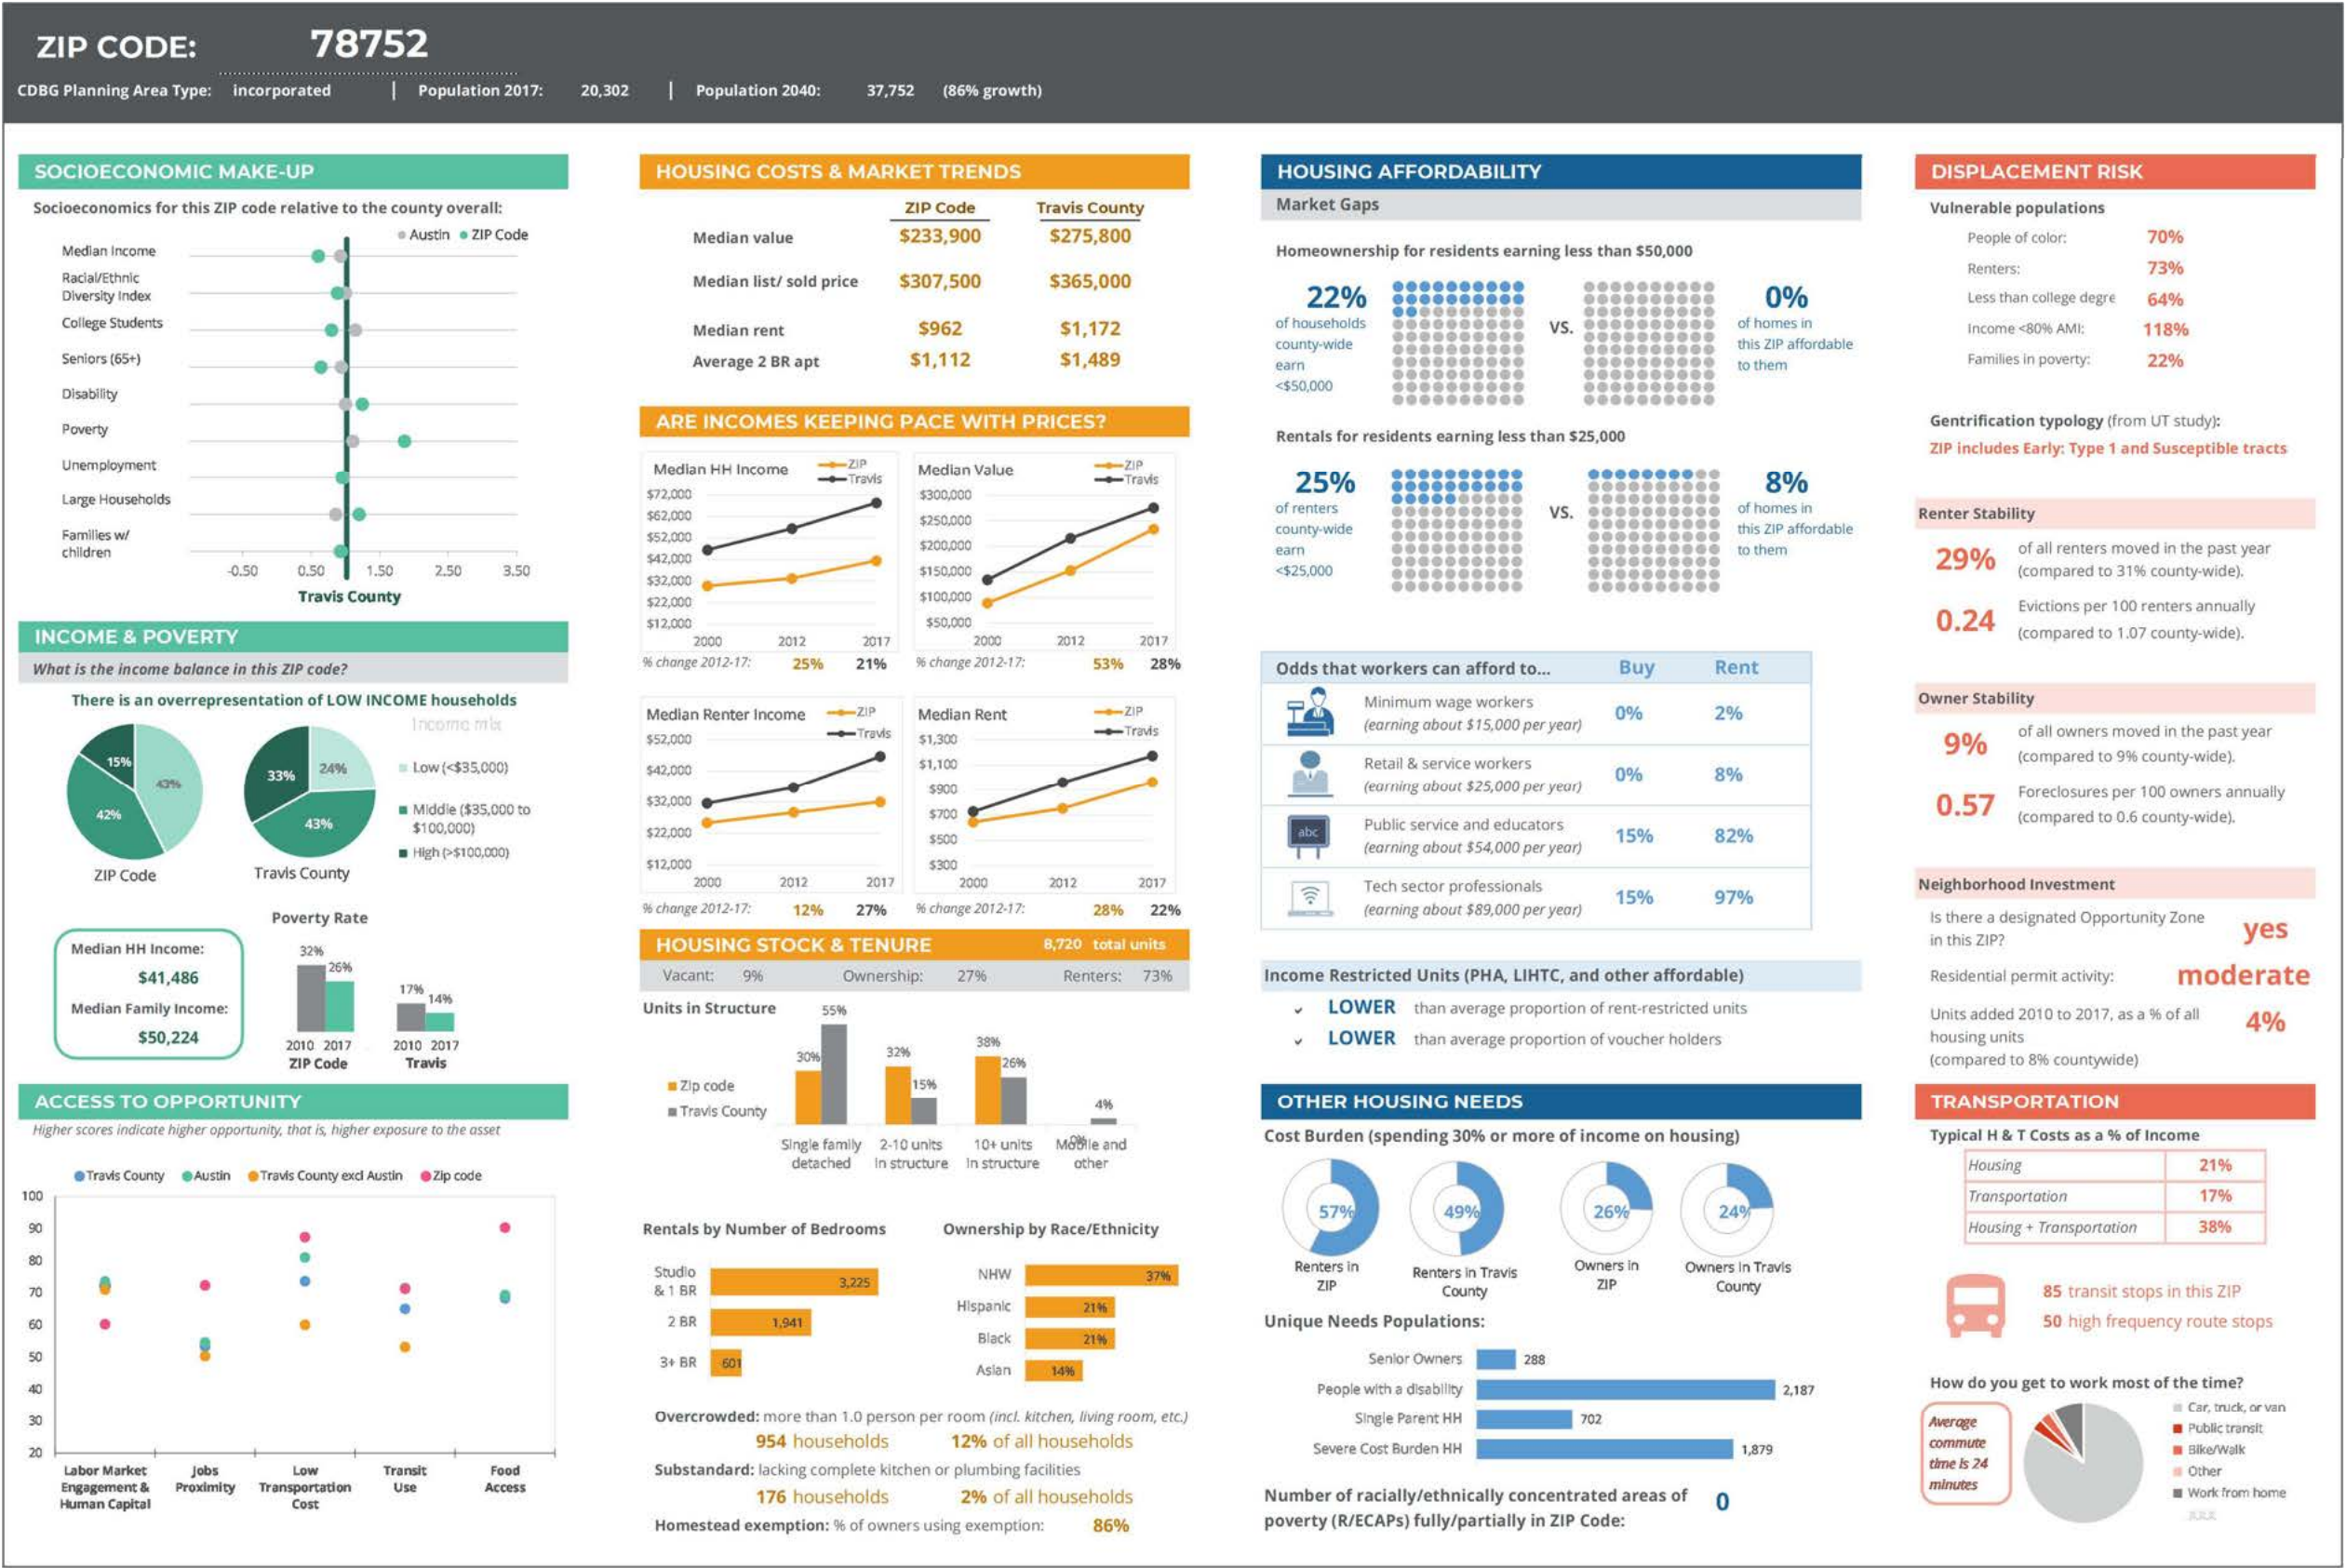 ZIP CODE: 78752
CDBG Planning Area Type: incorporated | Population 2017: 20,302 | Population 2040: 37,752 (86% growth)
SOCIOECONOMIC MAKE-UP
Socioeconomics for this ZIP code relative to the county overall:
Austin ZIP Code
Median Income
Racial/Ethnic
Diversity Index
College Students
Seniors (65+)
Disability
Poverty
Unemployment
Large Households
Families w/
children
-0.50 0.50 1.50 2.50 3.50
Travis County
INCOME & POVERTY
What is the income balance in this ZIP code?
There is an overrepresentation of LOW INCOME households
Income mix
15% 43% 42%
33% 24% 43%
Low (<$35,000)
Middle ($35,000 to
$100,000)
High (>$100,000)
ZIP Code
Travis County
Median HH Income:
$41,486
Median Family Income:
$50,224
Poverty Rate
32% 26% 17% 14%
2010 2017 2010 2017
ZIP Code Travis
ACCESS TO OPPORTUNITY
Higher scores indicate higher opportunity, that is, higher exposure to the asset
Travis County Austin Travis County excl Austin Zip code
100
90
80
70
60
50
40
30
20
Labor Market
Engagement &
Human Capital
Jobs
Proximity
Low
Transportation
Cost
Transit
Use
Food
Access
HOUSING COSTS & MARKET TRENDS
ZIP Code Travis County
Median value $233,900 $275,800
Median list/ sold price $307,500 $365,000
Median rent $962 $1,172
Average 2 BR apt $1,112 $1,489
ARE INCOMES KEEPING PACE WITH PRICES?
Median HH Income
ZIP
Travis
$72,000
$62,000
$52,000
$42,000
$32,000
$22,000
$12,000
2000 2012 2017
% change 2012-17: 25% 21%
Median Value
ZIP
Travis
$300,000
$250,000
$200,000
$150,000
$100,000
$50,000
2000 2012 2017
% change 2012-17: 53% 28%
Median Renter Income
ZIP
Travis
$52,000
$42,000
$32,000
$22,000
$12,000
2000 2012 2017
% change 2012-17: 12% 27%
Median Rent
ZIP
Travis
$1,300
$1,100
$900
$700
$500
$300
2000 2012 2017
% change 2012-17: 28% 22%
HOUSING STOCK & TENURE 8,720 total units
Vacant: 9% Ownership: 27% Renters: 73%
Units in Structure
Zip code
Travis County
30% 55% 32% 15% 38% 26% 0% 4%
Single family
detached
2-10 units
in structure
10+ units
in structure
Mobile and
other
Rentals by Number of Bedrooms
Studio
& 1 BR
3,225
2 BR 1,941
3+ BR 601
Ownership by Race/Ethnicity
NHW 37%
Hispanic 21%
Black 21%
Asian 14%
Overcrowded: more than 1.0 person per room (incl. kitchen, living room, etc.)
954 households 12% of all households
Substandard: lacking complete kitchen or plumbing facilities
176 households 2% of all households
Homestead exemption: % of owners using exemption: 86%
HOUSING AFFORDABILITY
Market Gaps
Homeownership for residents earning less than $50,000
22%
of households
county-wide
earn
<$50,000
VS.
0%
of homes in
this ZIP affordable
to them
Rentals for residents earning less than $25,000
25%
of renters
county-wide
earn
<$25,000
VS.
8%
of homes in
this ZIP affordable
to them
Odds that workers can afford to... Buy Rent
Minimum wage workers
(earning about $15,000 per year)
0% 2%
Retail & service workers
(earning about $25,000 per year)
0% 8%
abc
Public service and educators
(earning about $54,000 per year)
15% 82%
Tech sector professionals
(earning about $89,000 per year)
15% 97%
Income Restricted Units (PHA, LIHTC, and other affordable)
LOWER than average proportion of rent-restricted units
LOWER than average proportion of voucher holders
OTHER HOUSING NEEDS
Cost Burden (spending 30% or more of income on housing)
57% 49% 26% 24%
Renters in
ZIP
Renters in Travis
County
Owners in
ZIP
Owners in Travis
County
Unique Needs Populations:
Senior Owners 288
People with a disability 2,187
Single Parent HH 702
Severe Cost Burden HH 1,879
Number of racially/ethnically concentrated areas of
poverty (R/ECAPs) fully/partially in ZIP Code:
0
DISPLACEMENT RISK
Vulnerable populations
People of color: 70%
Renters: 73%
Less than college degre 64%
Income <80% AMI: 118%
Families in poverty: 22%
Gentrification typology (from UT study):
ZIP includes Early: Type 1 and Susceptible tracts
Renter Stability
29%
of all renters moved in the past year
(compared to 31% county-wide).
0.24
Evictions per 100 renters annually
(compared to 1.07 county-wide).
Owner Stability
9%
of all owners moved in the past year
(compared to 9% county-wide).
0.57
Foreclosures per 100 owners annually
(compared to 0.6 county-wide).
Neighborhood Investment
Is there a designated Opportunity Zone
in this ZIP?
yes
Residential permit activity: moderate
Units added 2010 to 2017, as a % of all
housing units
(compared to 8% countywide)
4%
TRANSPORTATION
Typical H & T Costs as a % of Income
Housing 21%
Transportation 17%
Housing + Transportation 38%
85 transit stops in this ZIP
50 high frequency route stops
How do you get to work most of the time?
Average
commute
time is 24
minutes
Car, truck, or van
Public transit
Bike/Walk
Other
Work from home